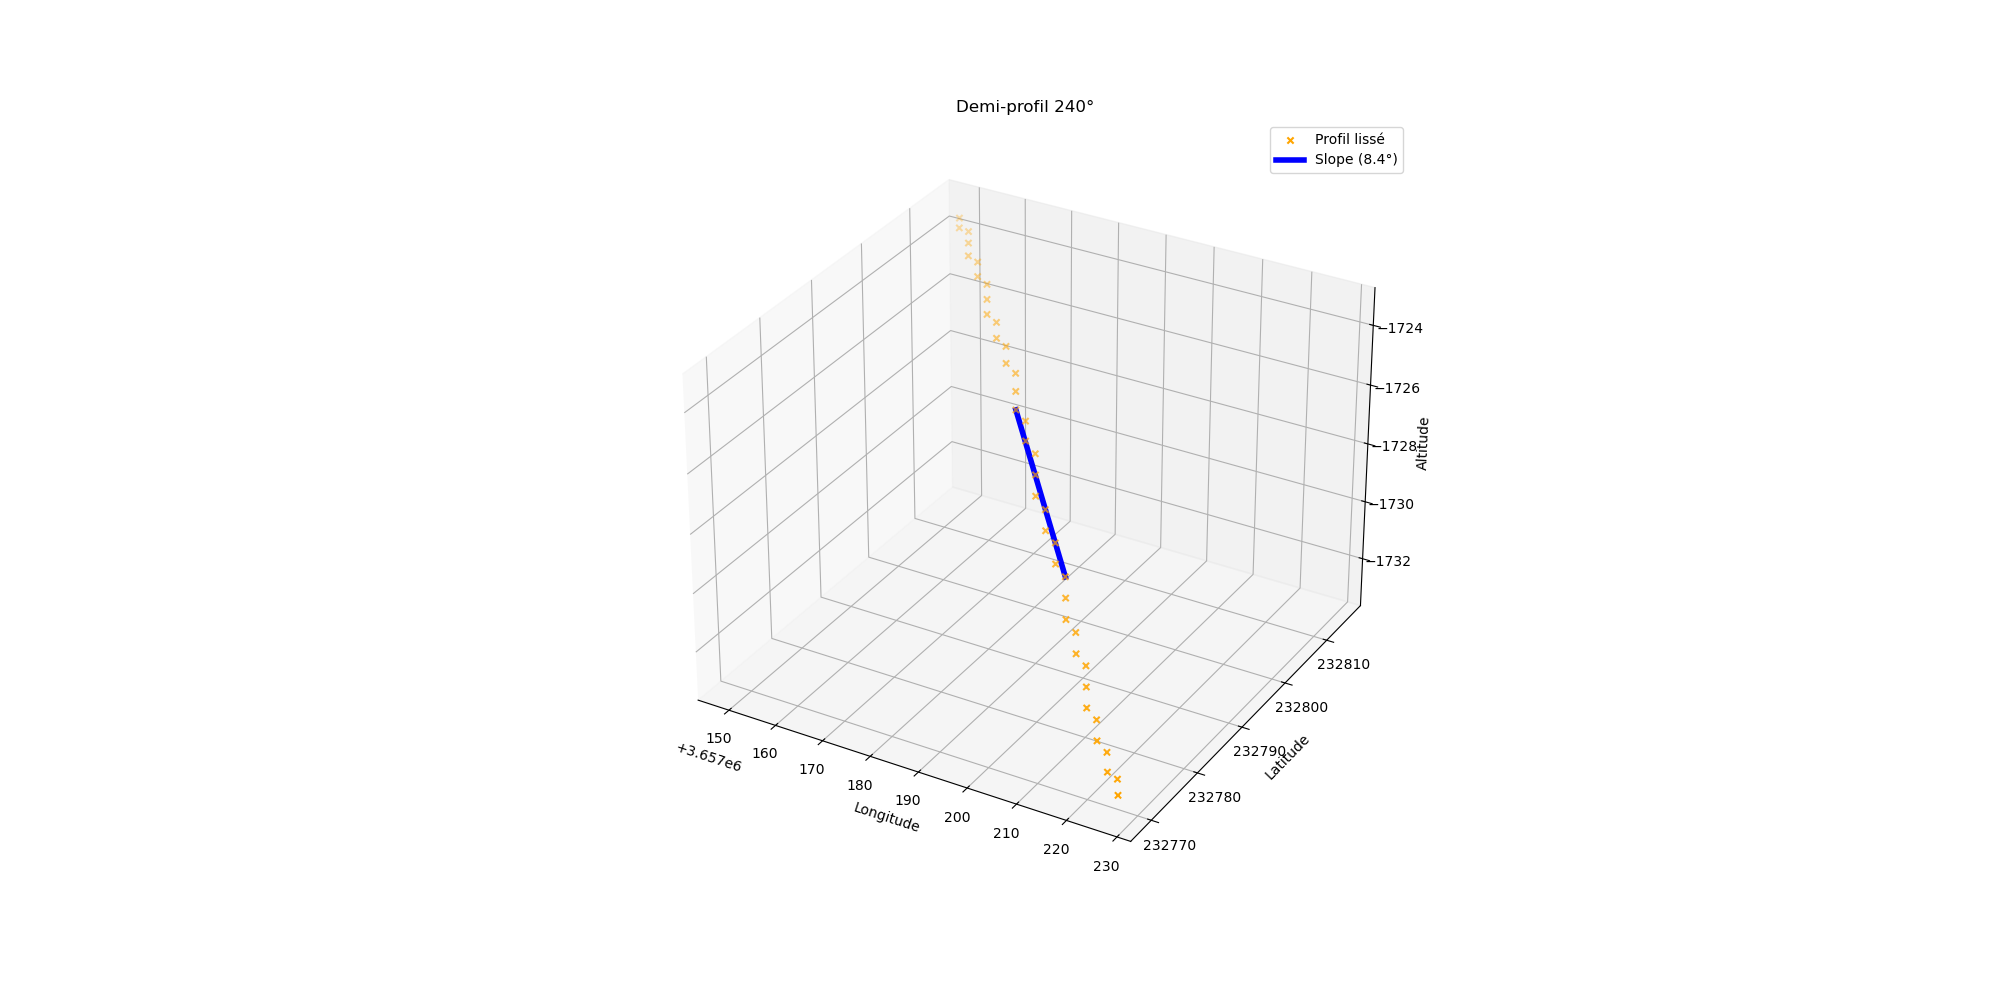 Demi-profil 240°
Profil lissé
Slope (8.4°)
−1724
−1726
−1728
−1730
−1732
Altitude
232810
232800
232790
232780
232770
Latitude
150
160
170
180
190
200
210
220
230
+3.657e6
Longitude